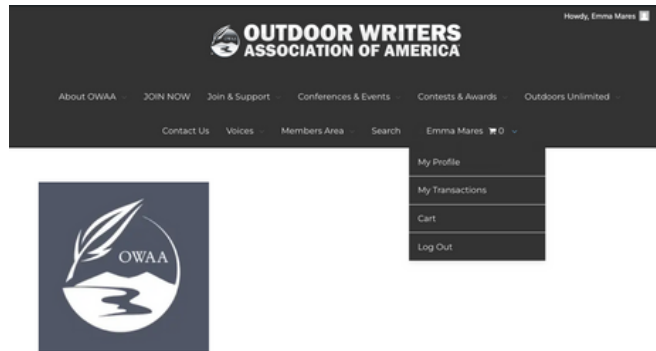 Howdy, Emma Mares
OUTDOOR WRITERS
ASSOCIATION OF AMERICA
About OWAA JOIN NOW Join & Support Conferences & Events Contests & Awards Outdoors Unlimited
Contact Us Voices Members Area Search Emma Mares 0
My Profile
My Transactions
Cart
Log Out
OWAA